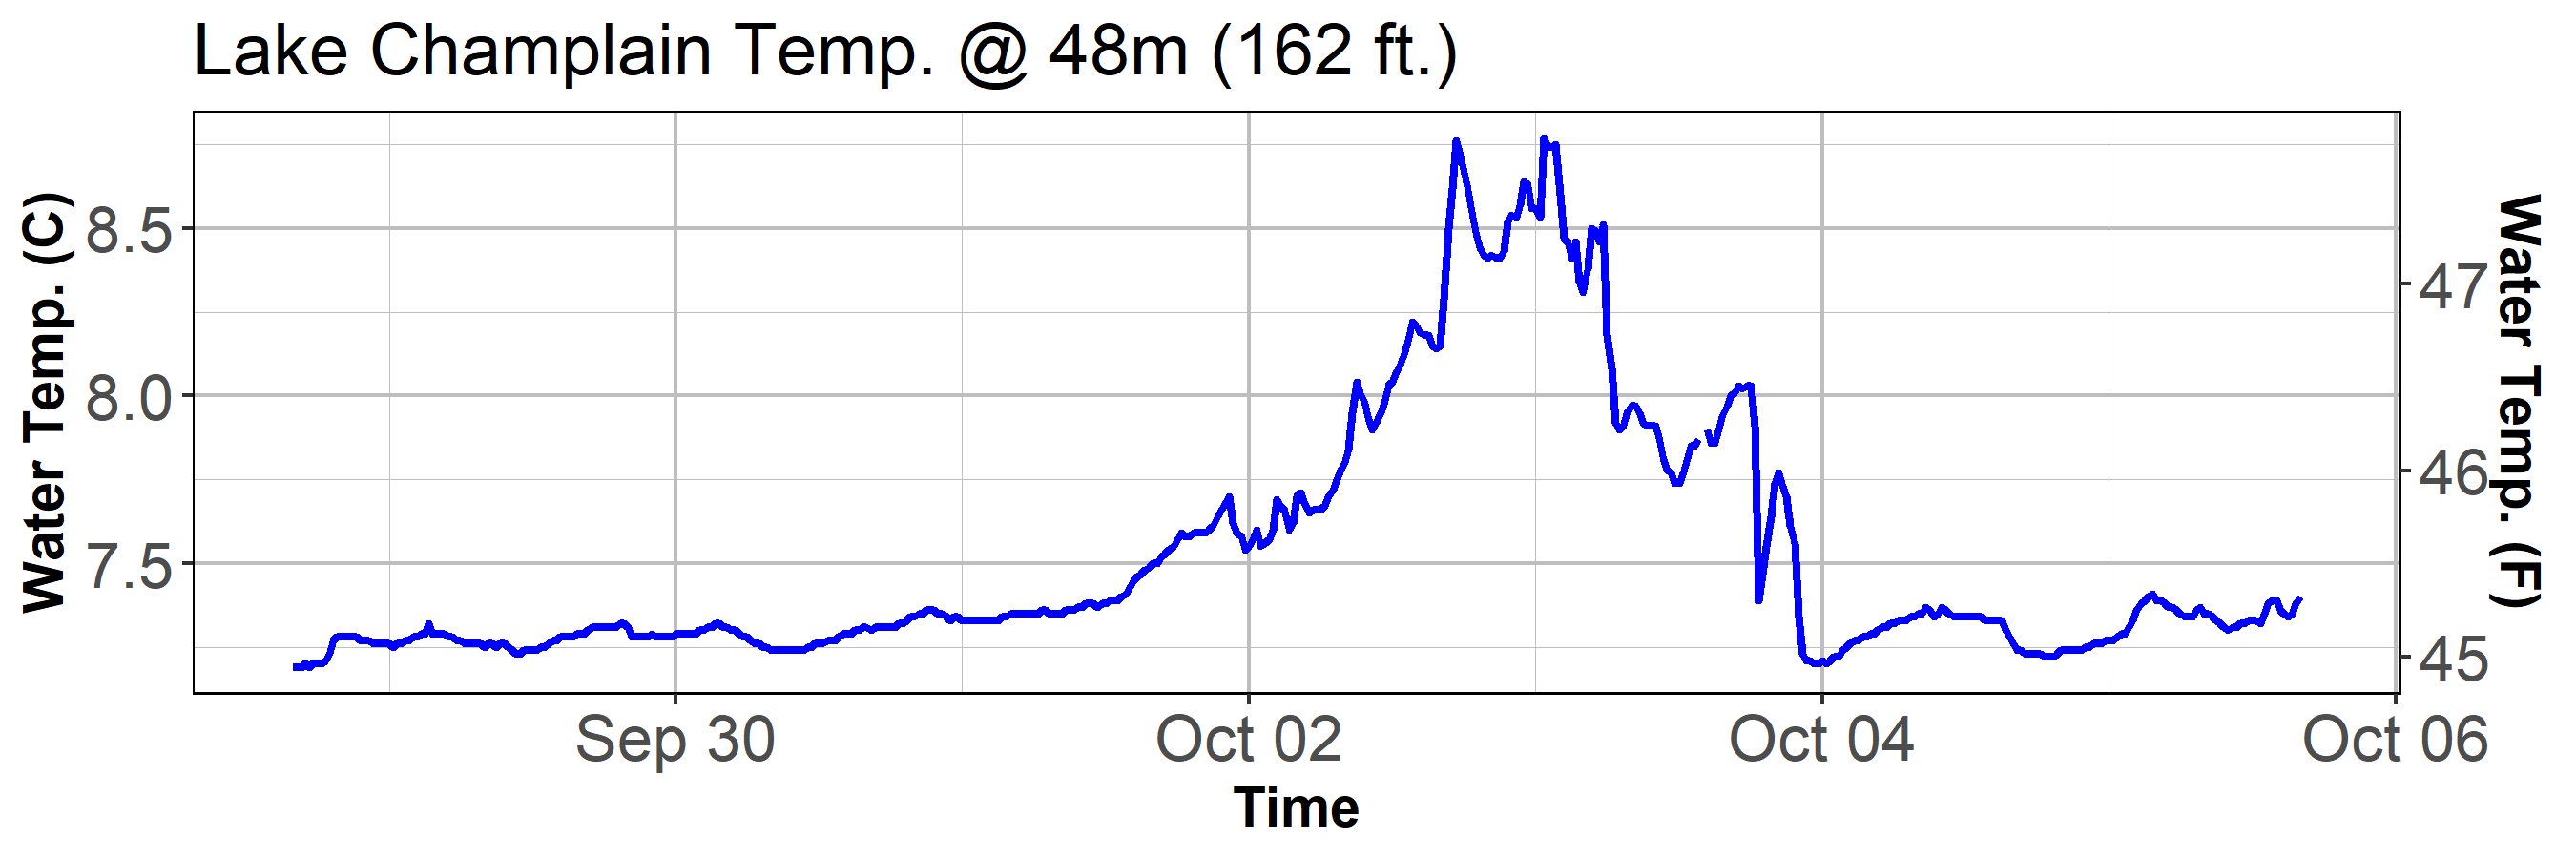 Lake Champlain Temp. @ 48m (162 ft.)
Water Temp. (C)
8.5
8.0
7.5
47
46
45
Water Temp. (F)
Sep 30
Oct 02
Oct 04
Oct 06
Time